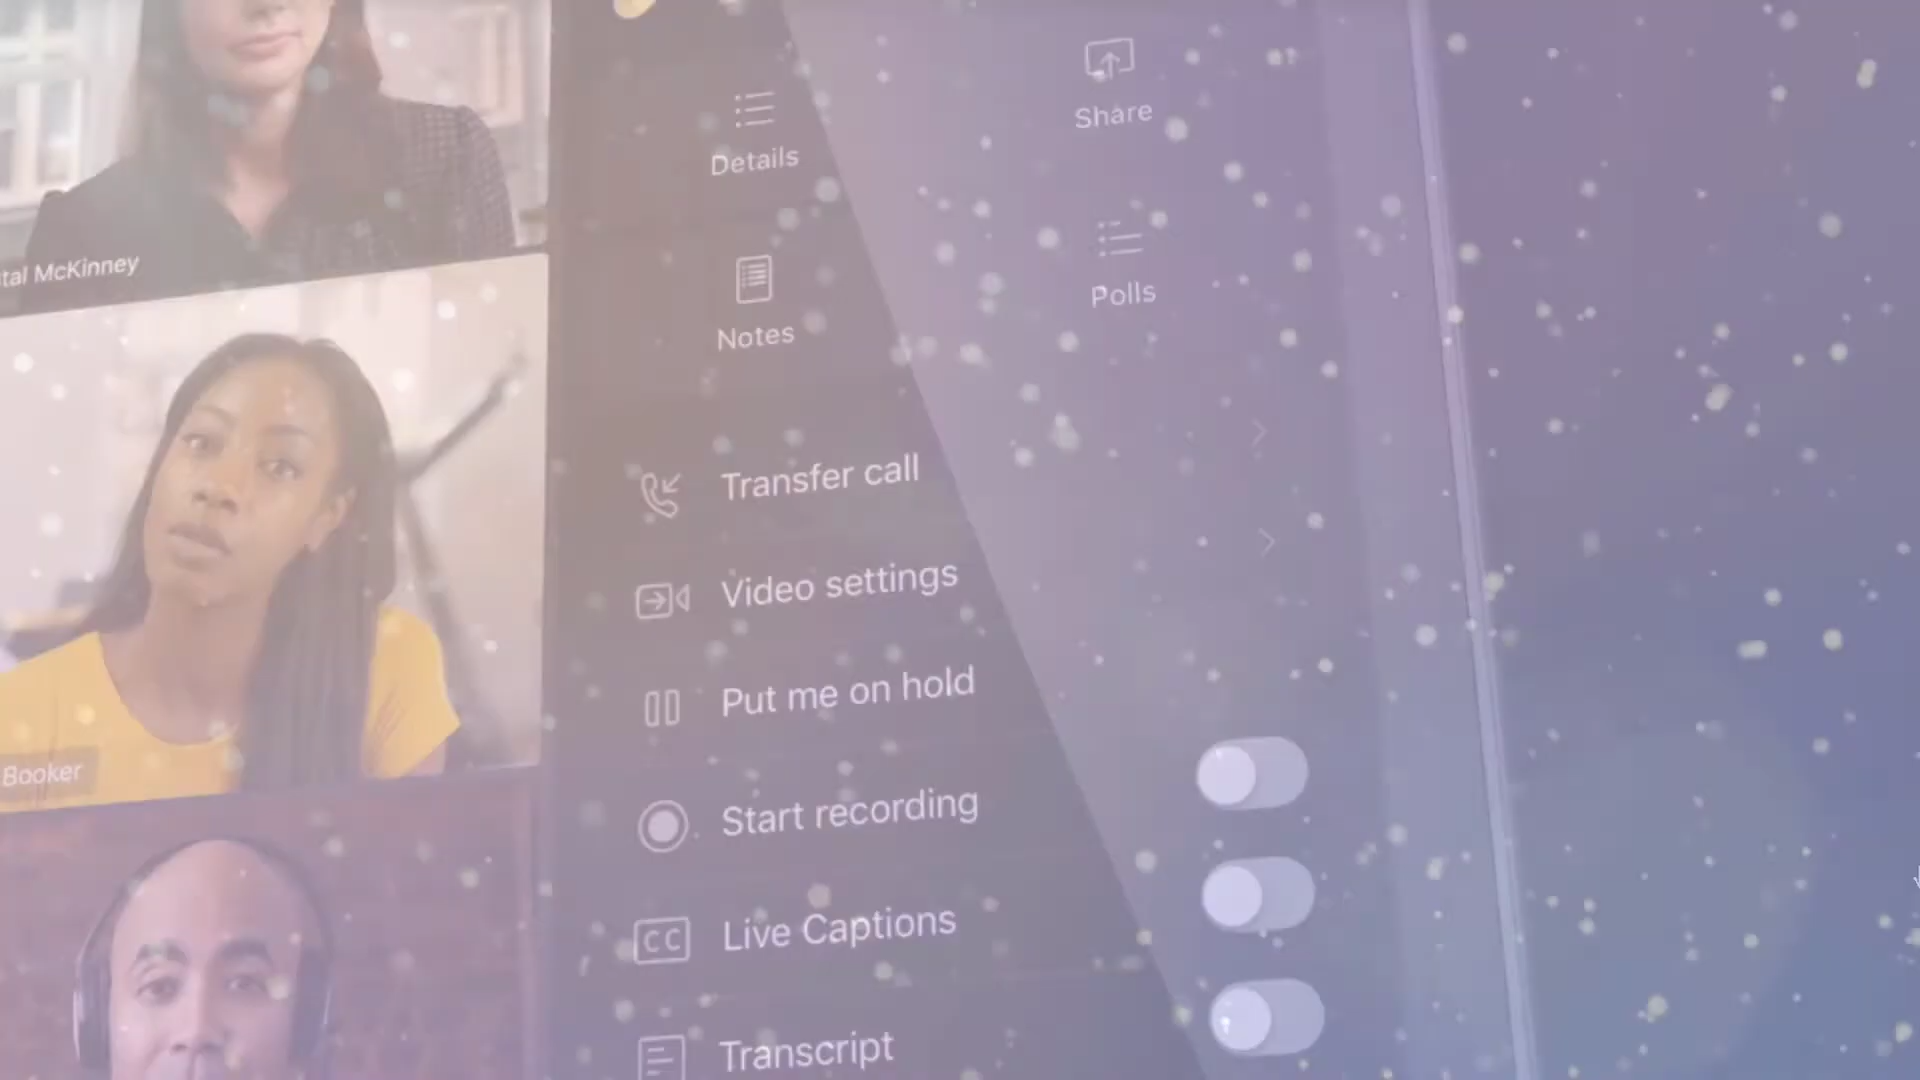 Share
Details
tal McKinney
Polls
Notes
Transfer call
Video settings
Put me on hold
Booker
Start recording
CC Live Captions
Transcript